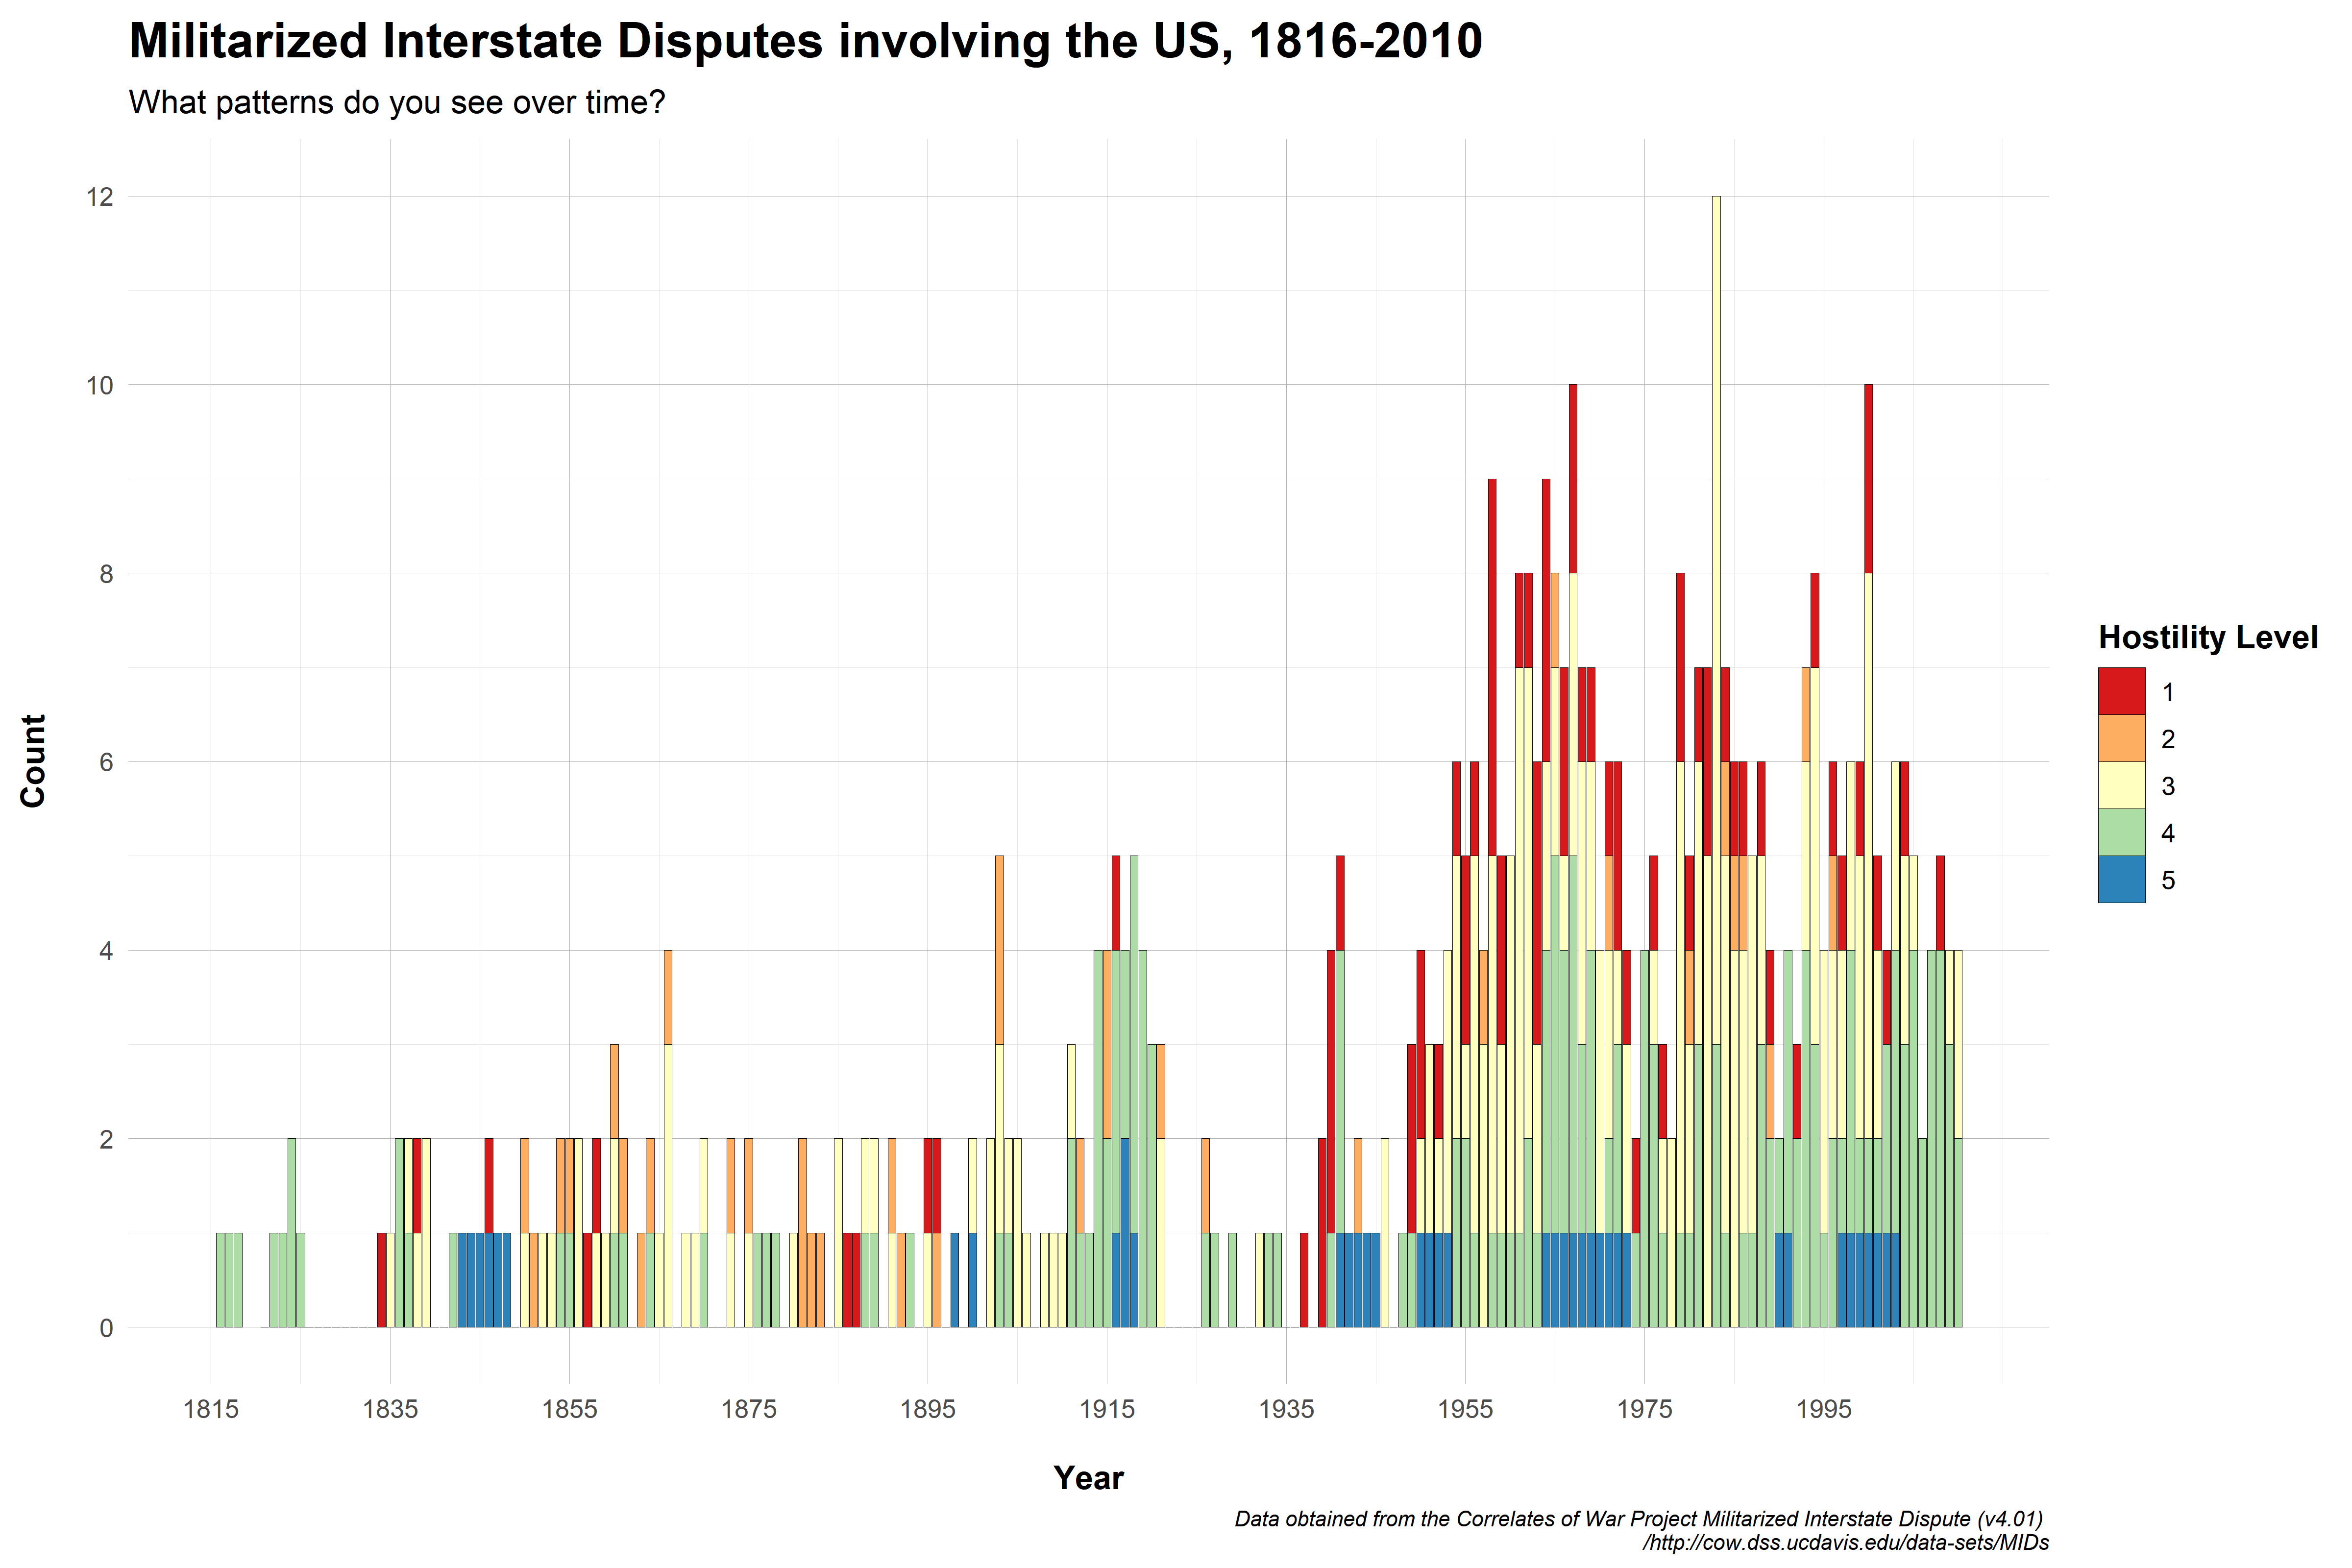 Militarized Interstate Disputes involving the US, 1816-2010
What patterns do you see over time?
12
10
8
6
4
2
0
Count
1815 1835 1855 1875 1895 1915 1935 1955 1975 1995
Year
Hostility Level
1
2
3
4
5
Data obtained from the Correlates of War Project Militarized Interstate Dispute (v4.01)
/http://cow.dss.ucdavis.edu/data-sets/MIDs